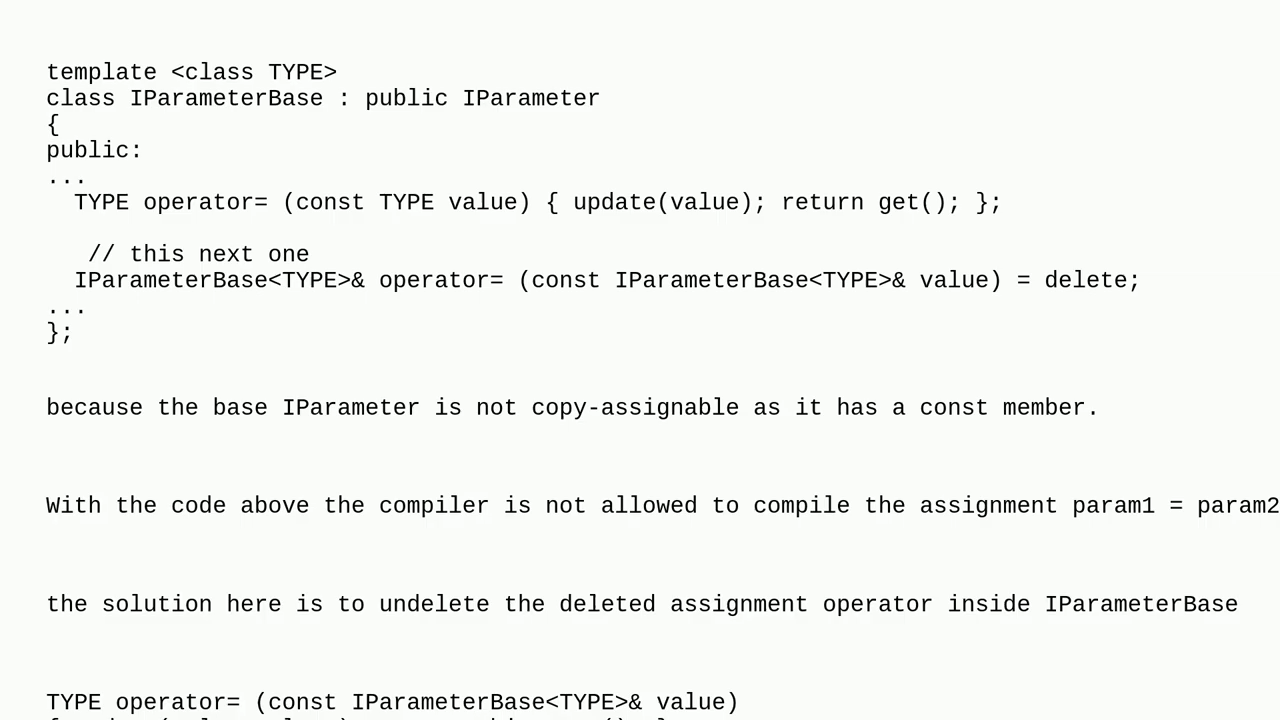 template <class TYPE>
class IParameterBase : public IParameter
{
public:
...
TYPE operator= (const TYPE value) { update(value); return get(); };
// this next one
IParameterBase<TYPE>& operator= (const IParameterBase<TYPE>& value) = delete;
...
};
because the base IParameter is not copy-assignable as it has a const member.
With the code above the compiler is not allowed to compile the assignment param1 = param2
the solution here is to undelete the deleted assignment operator inside IParameterBase
TYPE operator= (const IParameterBase<TYPE>& value)